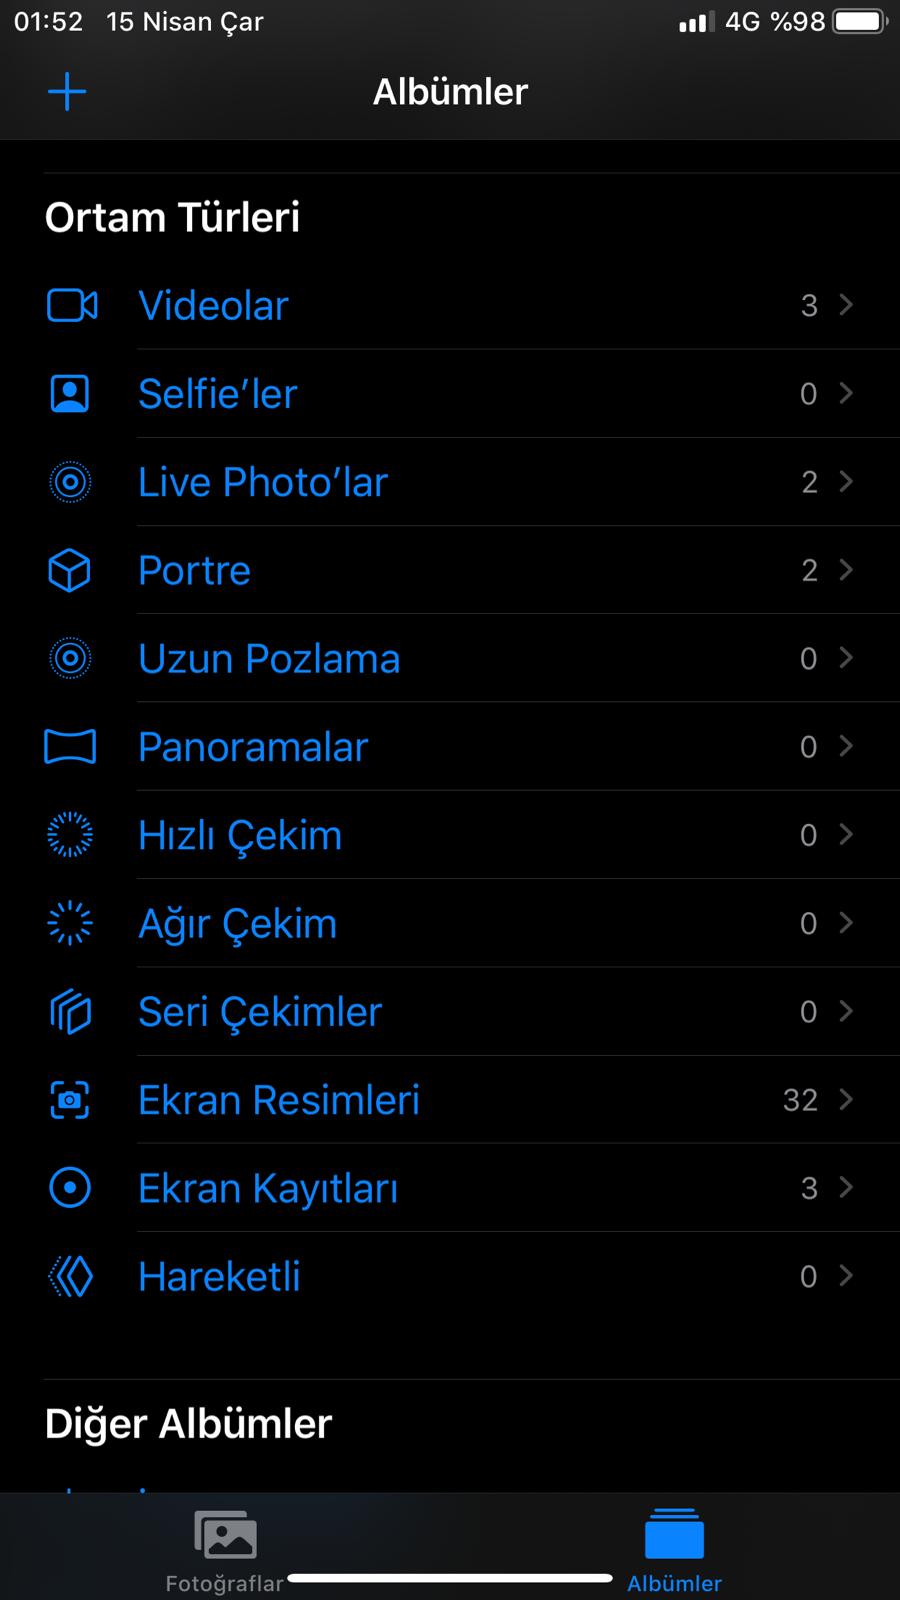 01:52 15 Nisan Çar 4G %98
Albümler
Ortam Türleri
Videolar 3
Selfie’ler 0
Live Photo’lar 2
Portre 2
Uzun Pozlama 0
Panoramalar 0
Hızlı Çekim 0
Ağır Çekim 0
Seri Çekimler 0
Ekran Resimleri 32
Ekran Kayıtları 3
Hareketli 0
Diğer Albümler
Fotoğraflar Albümler